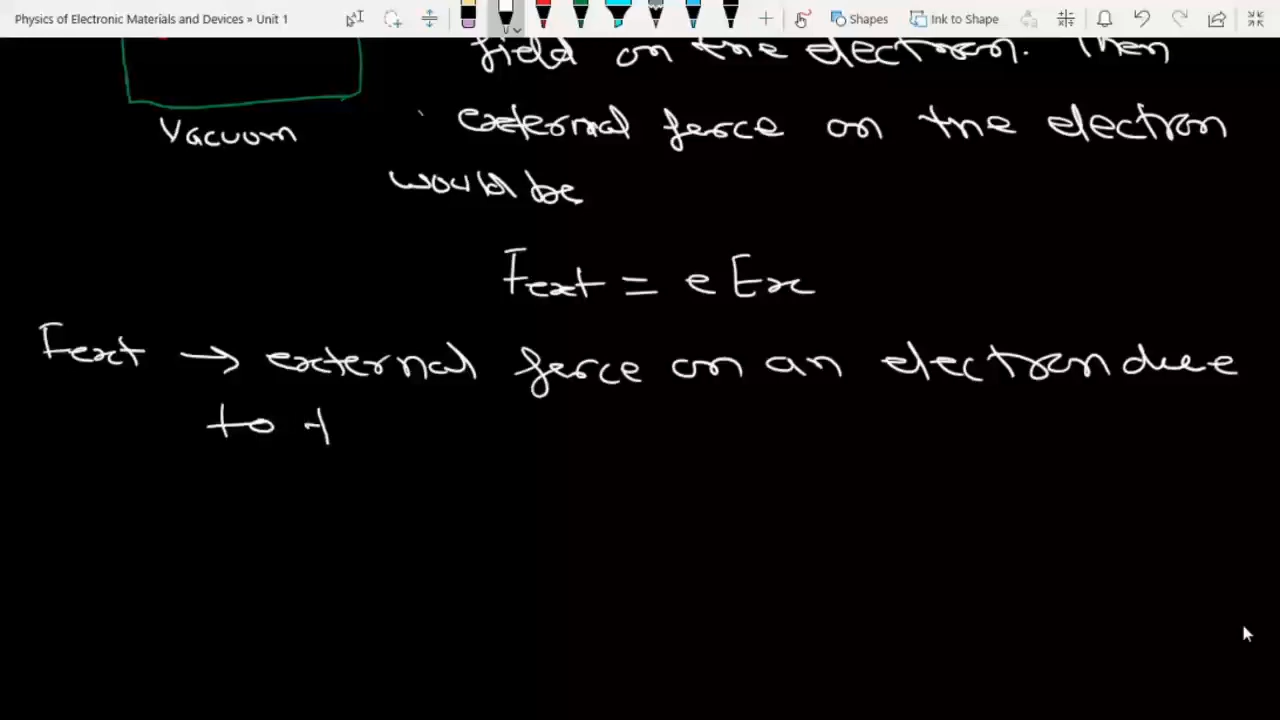 Physics of Electronic Materials and Devices » Unit 1
Shapes
Ink to Shape
field on the electron. Then
external force on the electron
would be
Vacuum
Fext = e Ex
Fext → external force on an electron due
to t